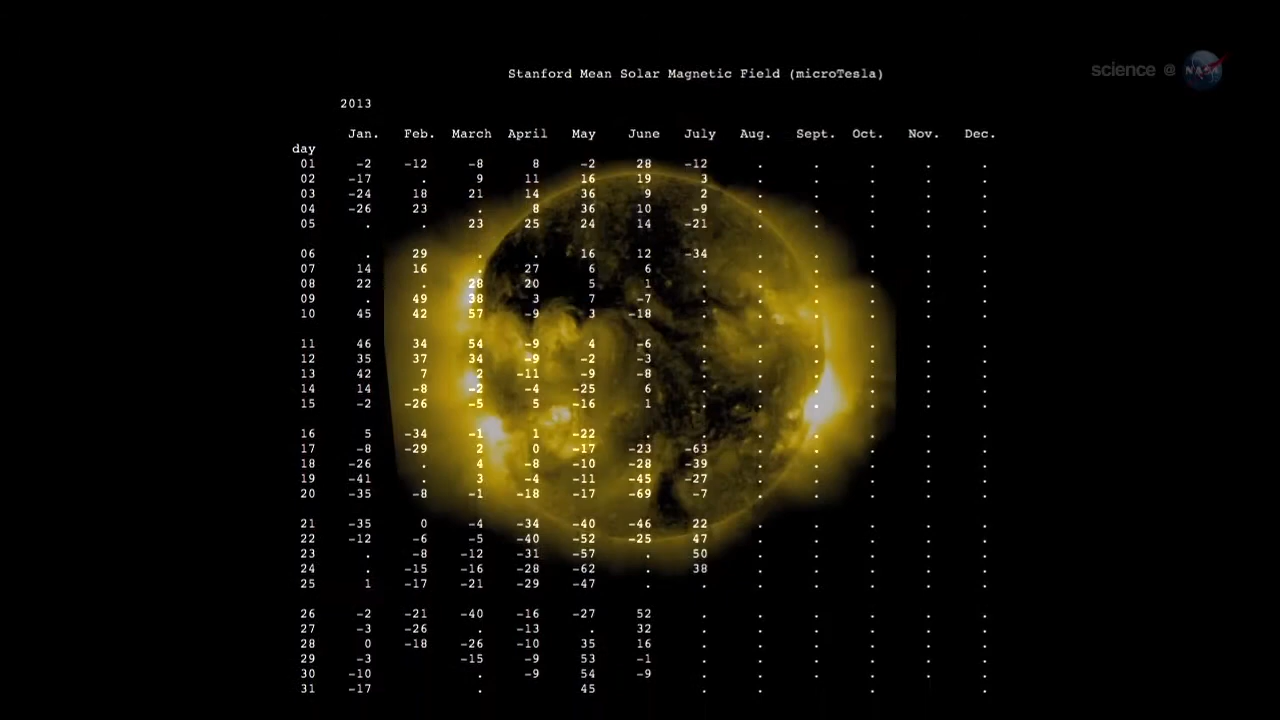 science @ NASA
Stanford Mean Solar Magnetic Field (microTesla)
2013
Jan. Feb. March April May June July Aug. Sept. Oct. Nov. Dec.
day
01 -2 -12 -8 8 -2 28 -12 . . . . .
02 -17 . 9 11 16 19 3 . . . . .
03 -24 18 21 14 36 9 2 . . . . .
04 -26 23 . 8 36 10 -9 . . . . .
05 . . 23 25 24 14 -21 . . . . .
06 . 29 . . 16 12 -34 . . . . .
07 14 16 . 27 6 6 . . . . . .
08 22 . 28 20 5 1 . . . . . .
09 . 49 38 3 7 -7 . . . . . .
10 45 42 57 -9 3 -18 . . . . . .
11 46 34 54 -9 4 -6 . . . . . .
12 35 37 34 -9 -2 -3 . . . . . .
13 42 7 2 -11 -9 -8 . . . . . .
14 14 -8 -2 -4 -25 6 . . . . . .
15 -2 -26 -5 5 -16 1 . . . . . .
16 5 -34 -1 1 -22 . . . . . . .
17 -8 -29 2 0 -17 -23 -63 . . . . .
18 -26 . 4 -8 -10 -28 -39 . . . . .
19 -41 . 3 -4 -11 -45 -27 . . . . .
20 -35 -8 -1 -18 -17 -69 -7 . . . . .
21 -35 0 -4 -34 -40 -46 22 . . . . .
22 -12 -6 -5 -40 -52 -25 47 . . . . .
23 . -8 -12 -31 -57 . 50 . . . . .
24 . -15 -16 -28 -62 . 38 . . . . .
25 1 -17 -21 -29 -47 . . . . . . .
26 -2 -21 -40 -16 -27 52 . . . . . .
27 -3 -26 . -13 . 32 . . . . . .
28 0 -18 -26 -10 35 16 . . . . . .
29 -3 -15 -9 53 -1 . . . . . .
30 -10 . -9 54 -9 . . . . . .
31 -17 . 45 . . . .